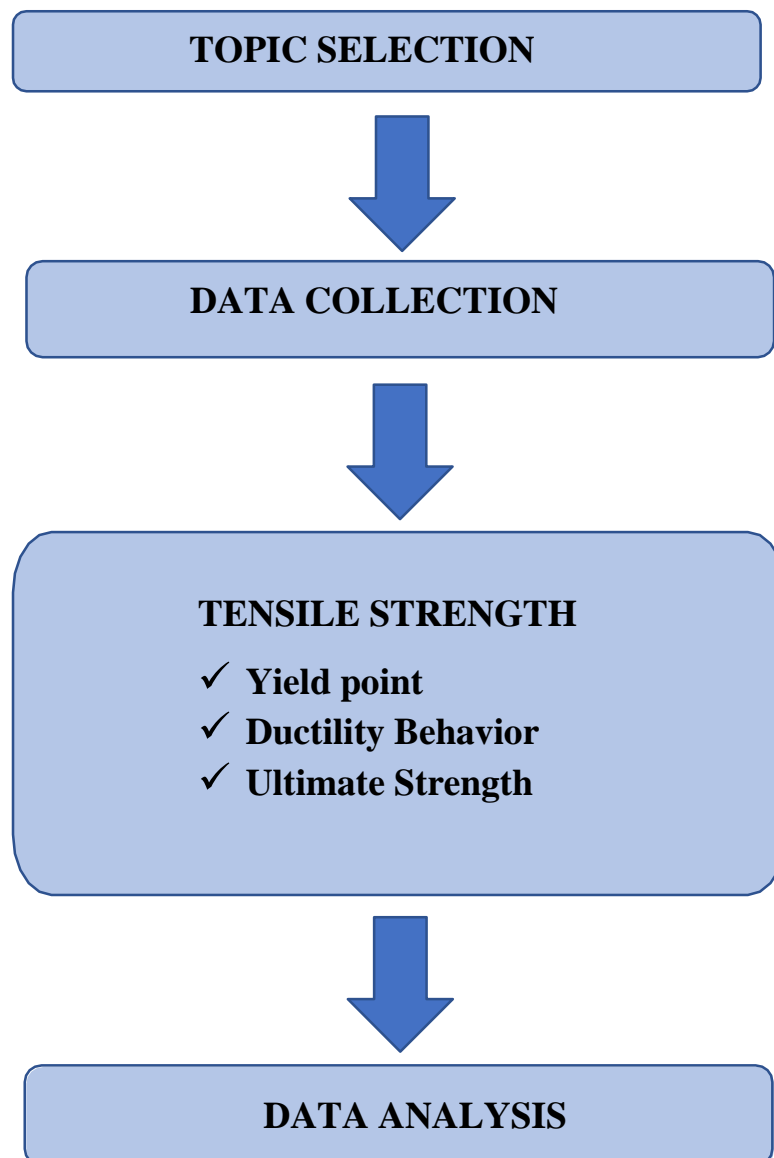 TOPIC SELECTION
DATA COLLECTION
TENSILE STRENGTH
✓ Yield point
✓ Ductility Behavior
✓ Ultimate Strength
DATA ANALYSIS